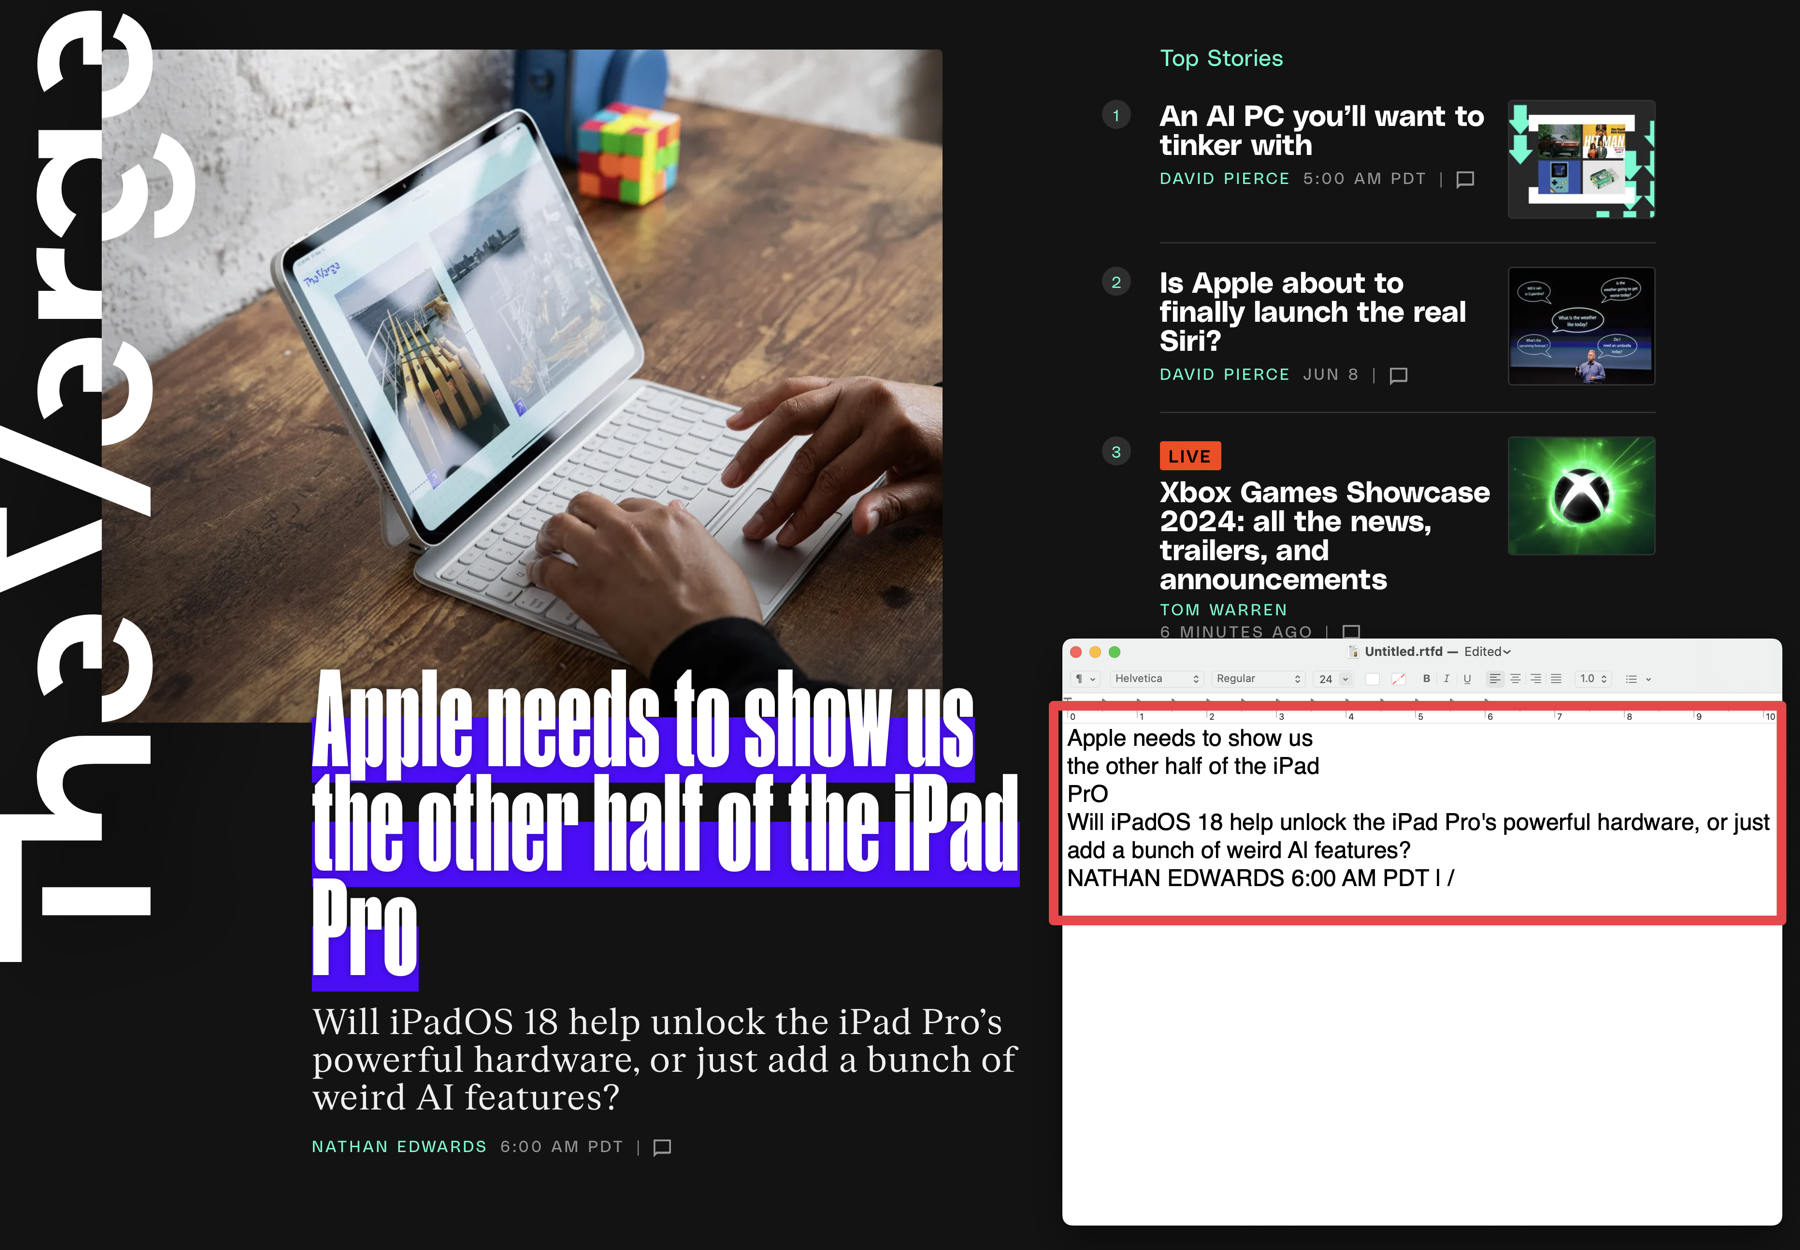 The Verge
Top Stories
1
An AI PC you’ll want to
tinker with
DAVID PIERCE 5:00 AM PDT |
2
Is Apple about to
finally launch the real
Siri?
DAVID PIERCE JUN 8 |
3
LIVE
Xbox Games Showcase
2024: all the news,
trailers, and
announcements
TOM WARREN
6 MINUTES AGO |
Apple needs to show us
the other half of the iPad
Pro
Will iPadOS 18 help unlock the iPad Pro’s
powerful hardware, or just add a bunch of
weird AI features?
NATHAN EDWARDS 6:00 AM PDT |
Untitled.rtfd — Edited
¶ Helvetica Regular 24 B I U 1.0
0 1 2 3 4 5 6 7 8 9 10
Apple needs to show us
the other half of the iPad
PrO
Will iPadOS 18 help unlock the iPad Pro's powerful hardware, or just
add a bunch of weird AI features?
NATHAN EDWARDS 6:00 AM PDT | /